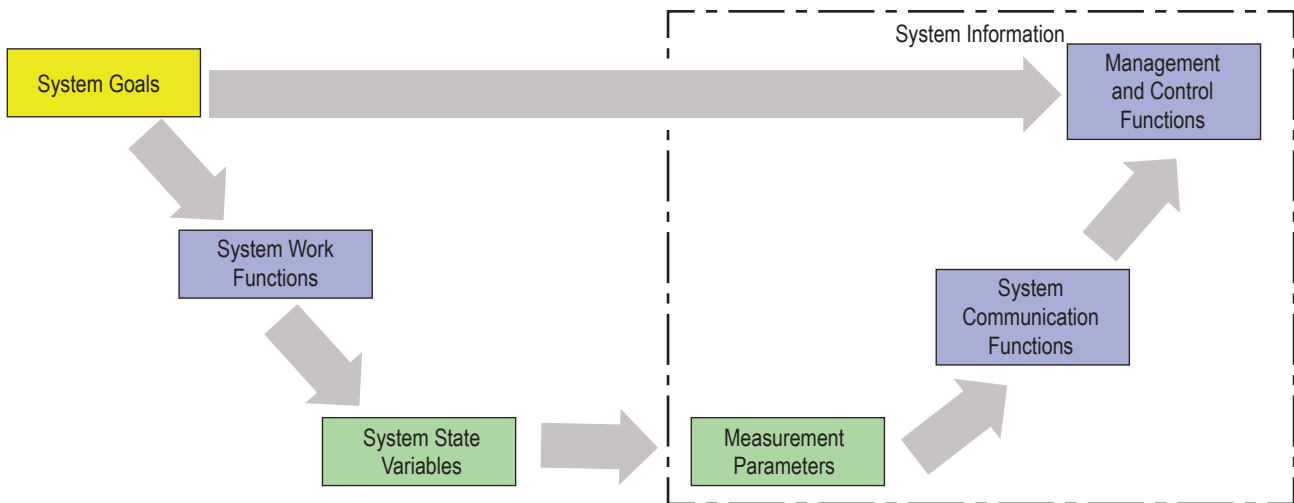 System Information
System Goals
Management
and Control
Functions
System Work
Functions
System
Communication
Functions
System State
Variables
Measurement
Parameters